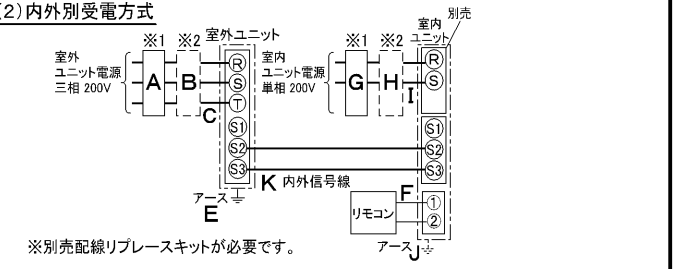 (2)内外別受電方式
別売
※1 ※2 室外ユニット
※1 ※2 室内
ユニット
室外
ユニット電源
三相 200V
A B C
R
S
T
S1
S2
S3
室内
ユニット電源
単相 200V
G H I
R
S
S1
S2
S3
K 内外信号線
アース
E
リモコン
F
①
②
アース J
※別売配線リプレースキットが必要です。